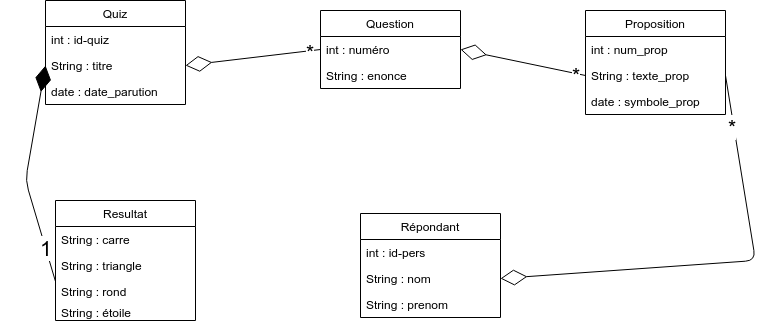 Quiz
int : id-quiz
String : titre
date : date_parution
*
Question
int : numéro
String : enonce
*
Proposition
int : num_prop
String : texte_prop
date : symbole_prop
*
1
Resultat
String : carre
String : triangle
String : rond
String : étoile
Répondant
int : id-pers
String : nom
String : prenom